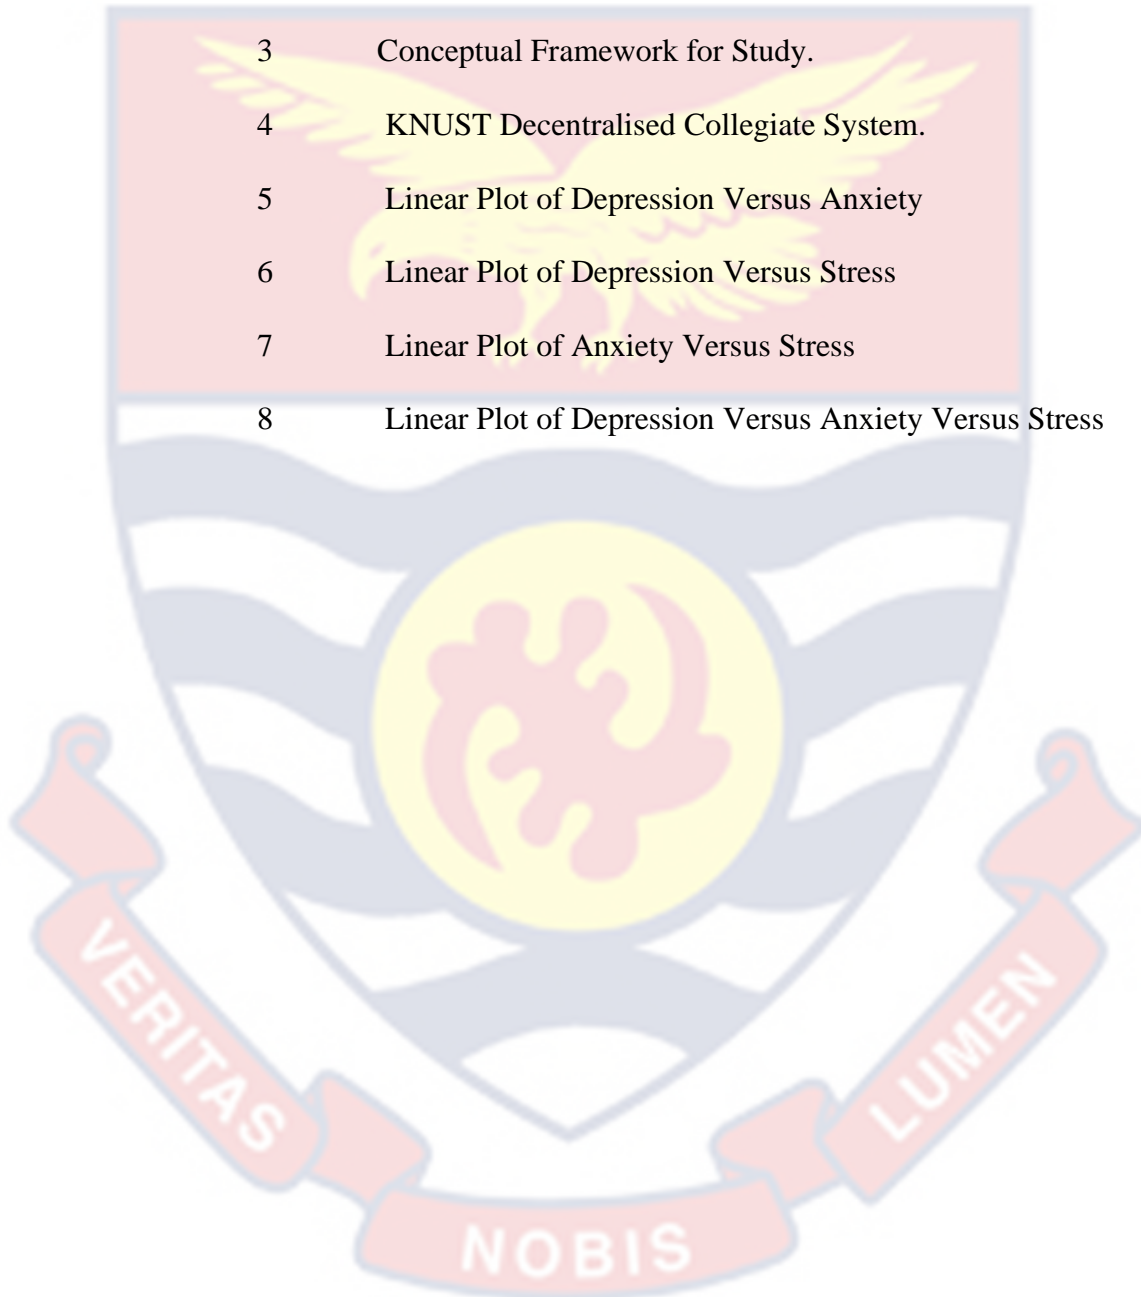 3 Conceptual Framework for Study.
4 KNUST Decentralised Collegiate System.
5 Linear Plot of Depression Versus Anxiety
6 Linear Plot of Depression Versus Stress
7 Linear Plot of Anxiety Versus Stress
8 Linear Plot of Depression Versus Anxiety Versus Stress
VERITAS
NOBIS
LUMEN